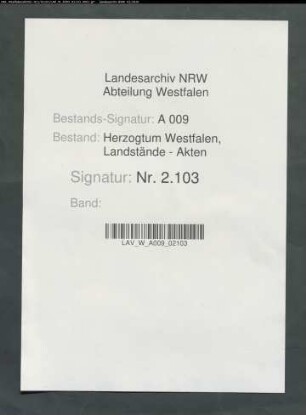 Landesarchiv NRW
Abteilung Westfalen
Bestands-Signatur: A 009
Bestand: Herzogtum Westfalen,
Landstände - Akten
Signatur: Nr. 2.103
Band:
LAV_W_A009_02103